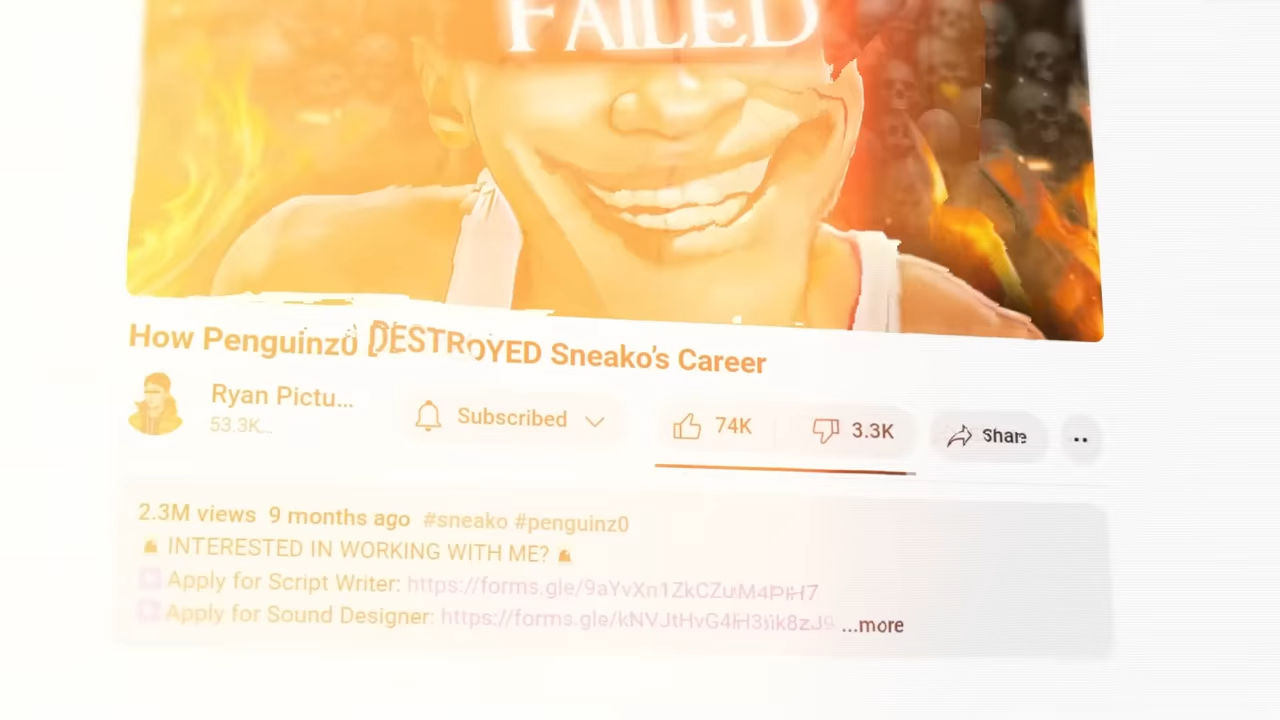 FAILED
How Penguinz0 DESTROYED Sneako's Career
Ryan Pictu...
53.3K...
Subscribed
74K
3.3K
Share
2.3M views 9 months ago #sneako #penguinz0
INTERESTED IN WORKING WITH ME?
Apply for Script Writer:
Apply for Sound Designer:
...more